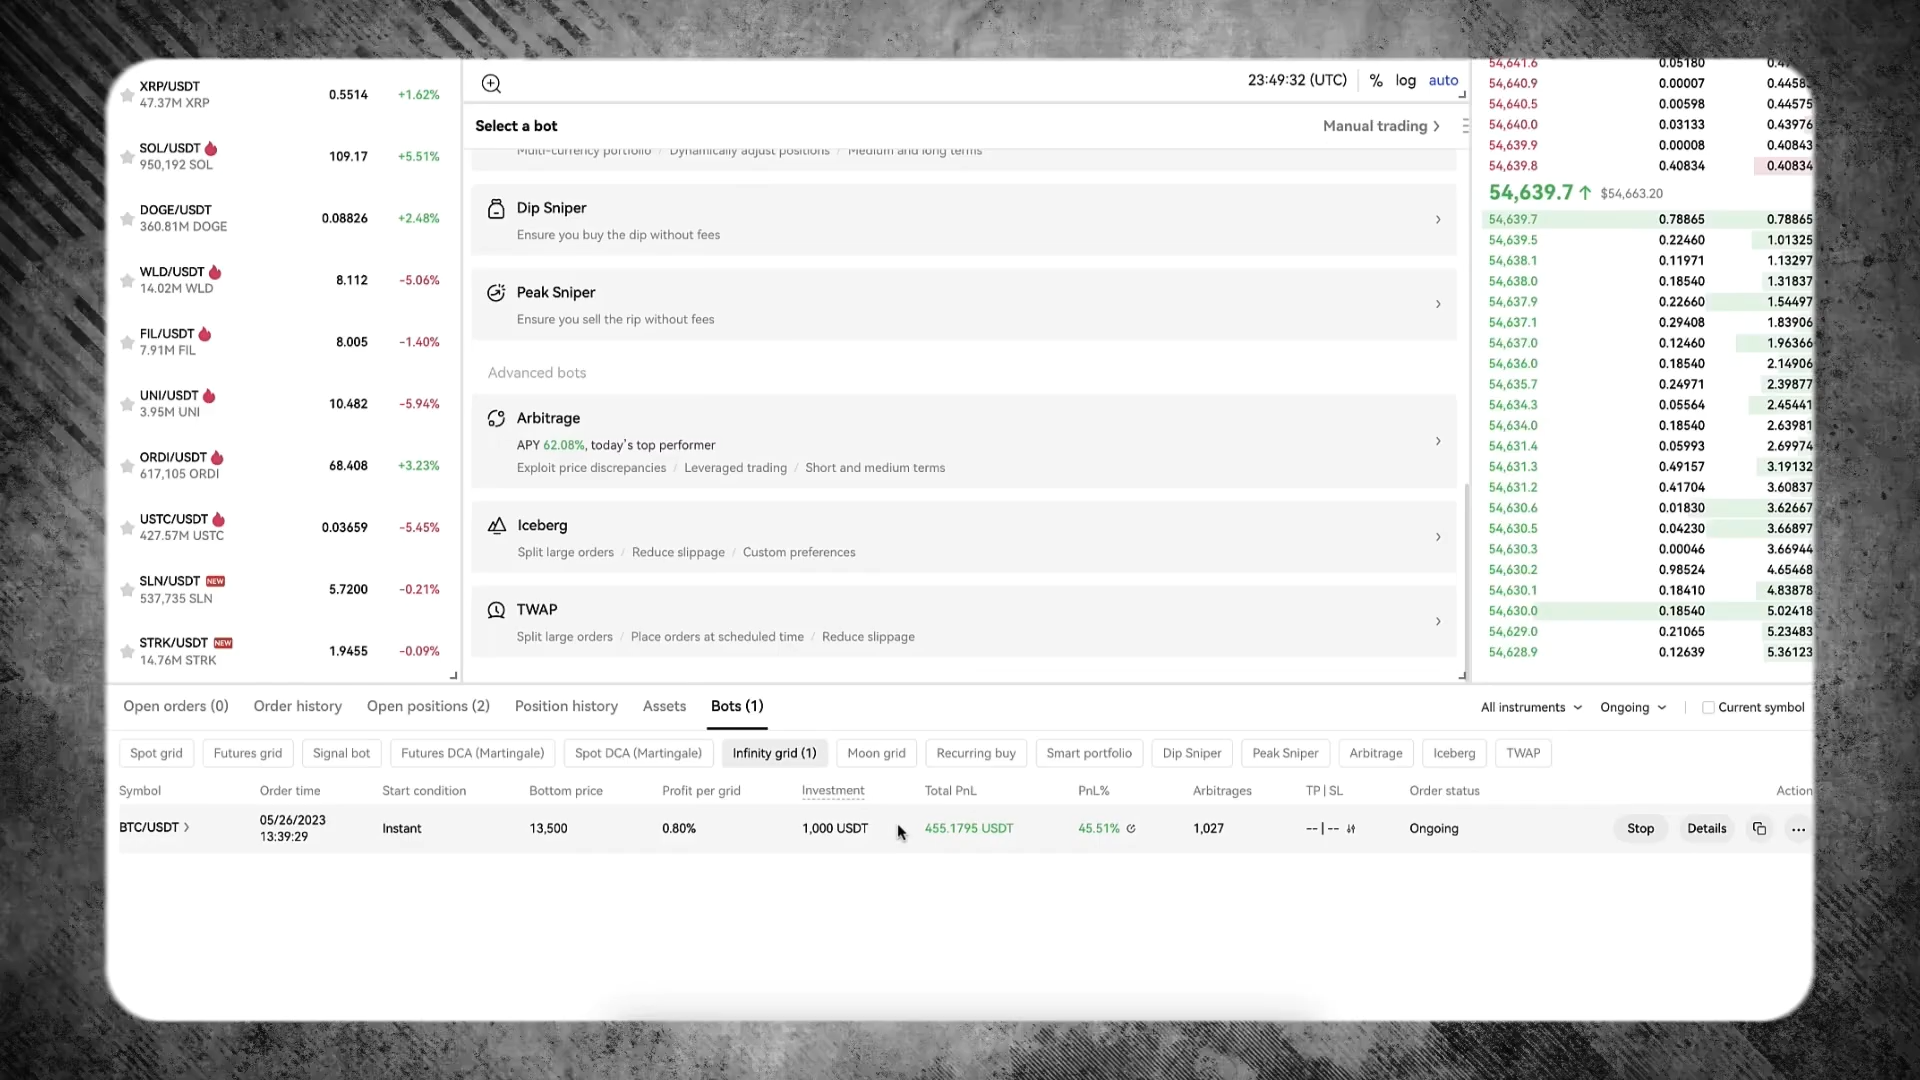 XRP/USDT 0.5514 +1.62%
47.37M XRP
SOL/USDT 109.17 +5.51%
950,192 SOL
DOGE/USDT 0.08826 +2.48%
360.81M DOGE
WLD/USDT 8.112 -5.06%
14.02M WLD
FIL/USDT 8.005 -1.40%
7.91M FIL
UNI/USDT 10.482 -5.94%
3.95M UNI
ORDI/USDT 68.408 +3.23%
617,105 ORDI
USTC/USDT 0.03659 -5.45%
427.57M USTC
SLN/USDT NEW 5.7200 -0.21%
537,735 SLN
STRK/USDT NEW 1.9455 -0.09%
14.76M STRK
23:49:32 (UTC) % log auto
Select a bot Manual trading
Multi-currency portfolio / Dynamically adjust positions / Medium and long terms
Dip Sniper
Ensure you buy the dip without fees
Peak Sniper
Ensure you sell the rip without fees
Advanced bots
Arbitrage
APY 62.08%, today's top performer
Exploit price discrepancies / Leveraged trading / Short and medium terms
Iceberg
Split large orders / Reduce slippage / Custom preferences
TWAP
Split large orders / Place orders at scheduled time / Reduce slippage
54,641.6 0.05180
54,640.9 0.00007 0.4458
54,640.5 0.00598 0.44575
54,640.0 0.03133 0.43976
54,639.9 0.00008 0.40843
54,639.8 0.40834 0.40834
54,639.7 ↑ $54,663.20
54,639.7 0.78865 0.78865
54,639.5 0.22460 1.01325
54,638.1 0.11971 1.13297
54,638.0 0.18540 1.31837
54,637.9 0.22660 1.54497
54,637.1 0.29408 1.83906
54,637.0 0.12460 1.96366
54,636.0 0.18540 2.14906
54,635.7 0.24971 2.39877
54,634.3 0.05564 2.45441
54,634.0 0.18540 2.63981
54,631.4 0.05993 2.69974
54,631.3 0.49157 3.19132
54,631.2 0.41704 3.60837
54,630.6 0.01830 3.62667
54,630.5 0.04230 3.66897
54,630.3 0.00046 3.66944
54,630.2 0.98524 4.65468
54,630.1 0.18410 4.83878
54,630.0 0.18540 5.02418
54,629.0 0.21065 5.23483
54,628.9 0.12639 5.36123
Open orders (0) Order history Open positions (2) Position history Assets Bots (1) All instruments Ongoing Current symbol
Spot grid Futures grid Signal bot Futures DCA (Martingale) Spot DCA (Martingale) Infinity grid (1) Moon grid Recurring buy Smart portfolio Dip Sniper Peak Sniper Arbitrage Iceberg TWAP
Symbol Order time Start condition Bottom price Profit per grid Investment Total PnL PnL% Arbitrages TP | SL Order status Action
BTC/USDT 05/26/2023 13:39:29 Instant 13,500 0.80% 1,000 USDT 455.1795 USDT 45.51% 1,027 -- | -- Ongoing Stop Details